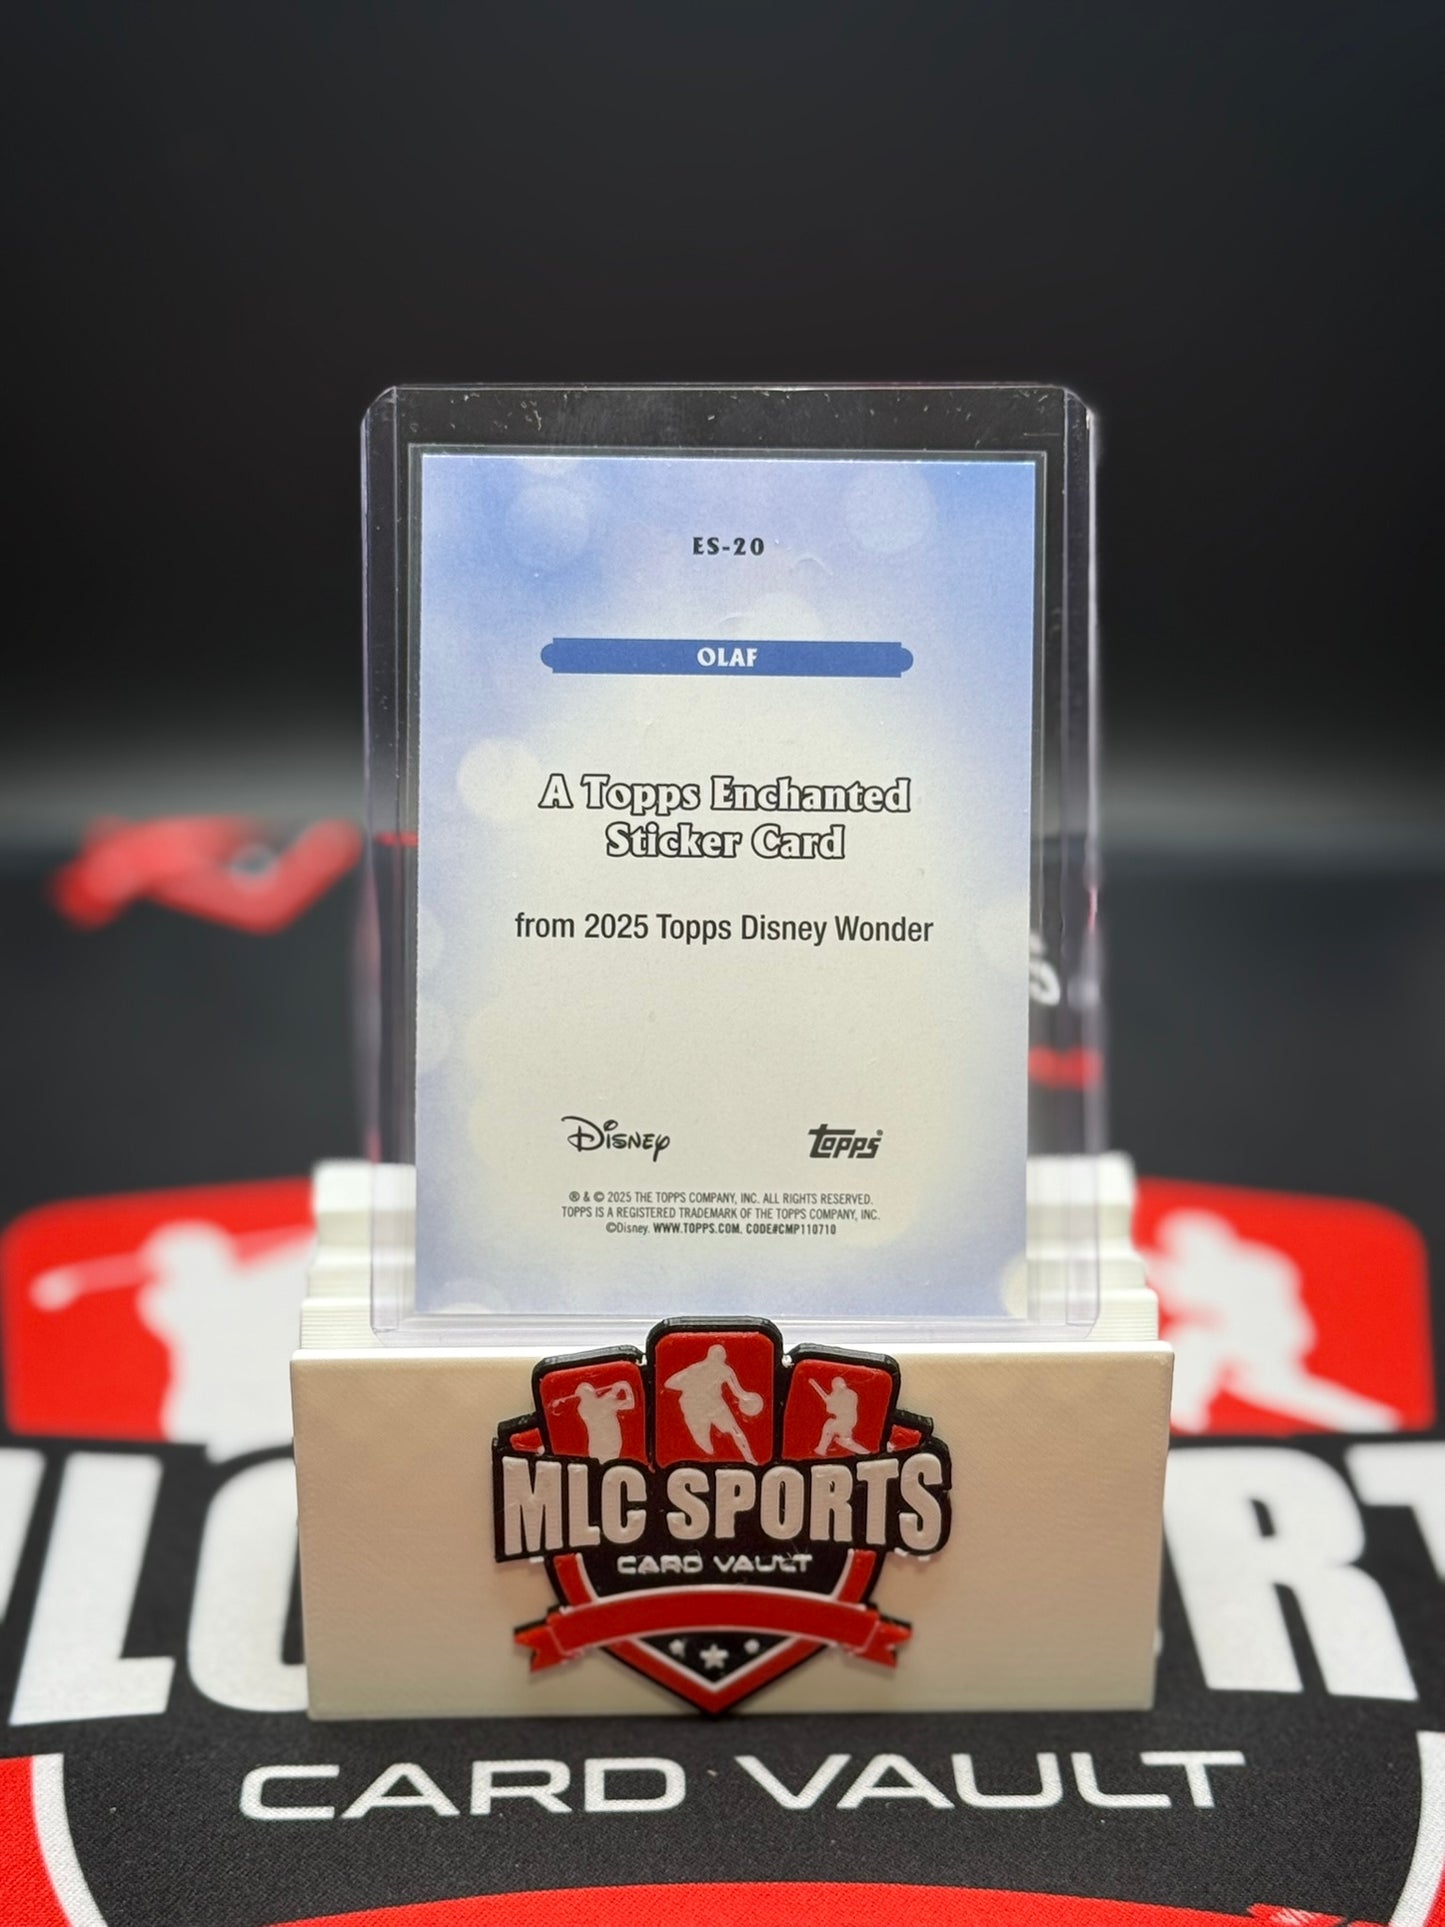 ES-20
OLAF
A Topps Enchanted
Sticker Card
from 2025 Topps Disney Wonder
Disney
Topps®
® & © 2025 THE TOPPS COMPANY, INC. ALL RIGHTS RESERVED.
TOPPS IS A REGISTERED TRADEMARK OF THE TOPPS COMPANY, INC.
©Disney. WWW.TOPPS.COM. CODE#CMP110710
MLC SPORTS
CARD VAULT
CARD VAULT